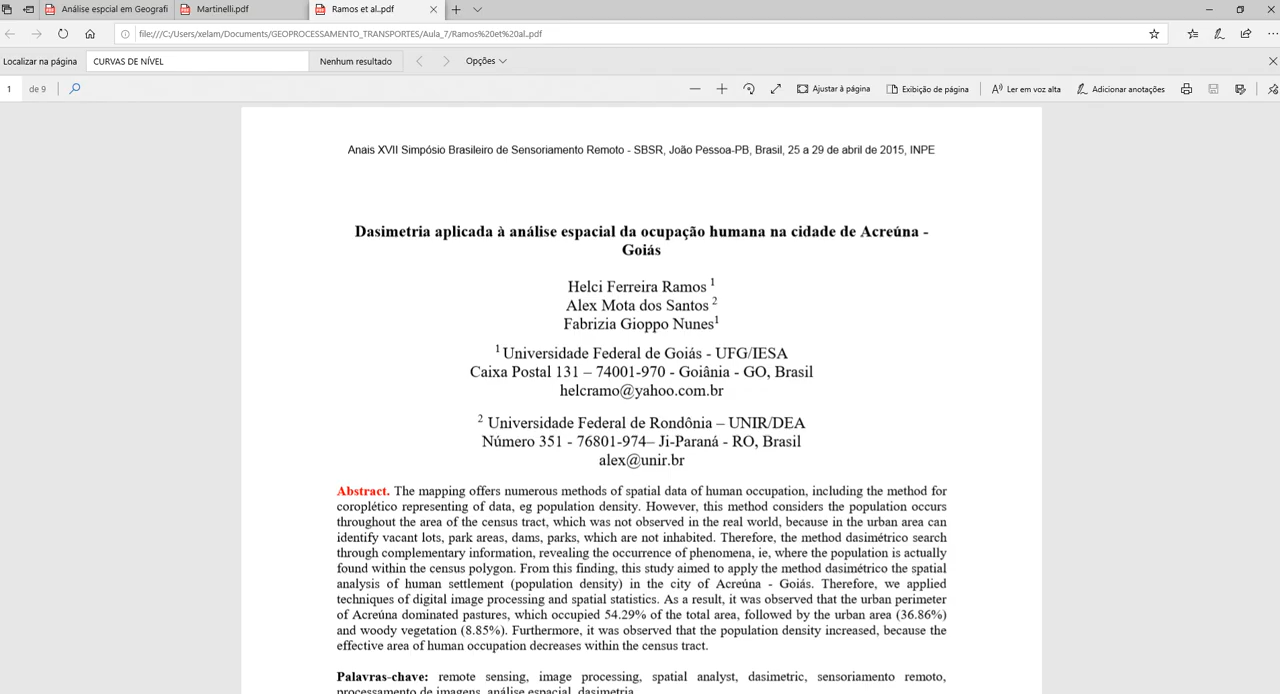 Análise espcial em Geografi
Martinelli.pdf
Ramos et al..pdf
file:///C:/Users/xelam/Documents/GEOPROCESSAMENTO_TRANSPORTES/Aula_7/Ramos%20et%20al..pdf
Localizar na página
CURVAS DE NÍVEL
Nenhum resultado
Opções
1 de 9
Ajustar à página
Exibição de página
Ler em voz alta
Adicionar anotações
Anais XVII Simpósio Brasileiro de Sensoriamento Remoto - SBSR, João Pessoa-PB, Brasil, 25 a 29 de abril de 2015, INPE
Dasimetria aplicada à análise espacial da ocupação humana na cidade de Acreúna -
Goiás
Helci Ferreira Ramos 1
Alex Mota dos Santos 2
Fabrizia Gioppo Nunes1
1 Universidade Federal de Goiás - UFG/IESA
Caixa Postal 131 – 74001-970 - Goiânia - GO, Brasil
helcramo@yahoo.com.br
2 Universidade Federal de Rondônia – UNIR/DEA
Número 351 - 76801-974– Ji-Paraná - RO, Brasil
alex@unir.br
Abstract. The mapping offers numerous methods of spatial data of human occupation, including the method for
coroplético representing of data, eg population density. However, this method considers the population occurs
throughout the area of the census tract, which was not observed in the real world, because in the urban area can
identify vacant lots, park areas, dams, parks, which are not inhabited. Therefore, the method dasimétrico search
through complementary information, revealing the occurrence of phenomena, ie, where the population is actually
found within the census polygon. From this finding, this study aimed to apply the method dasimétrico the spatial
analysis of human settlement (population density) in the city of Acreúna - Goiás. Therefore, we applied
techniques of digital image processing and spatial statistics. As a result, it was observed that the urban perimeter
of Acreúna dominated pastures, which occupied 54.29% of the total area, followed by the urban area (36.86%)
and woody vegetation (8.85%). Furthermore, it was observed that the population density increased, because the
effective area of human occupation decreases within the census tract.
Palavras-chave: remote sensing, image processing, spatial analyst, dasimetric, sensoriamento remoto,
processamento de imagens, análise espacial, dasimetria